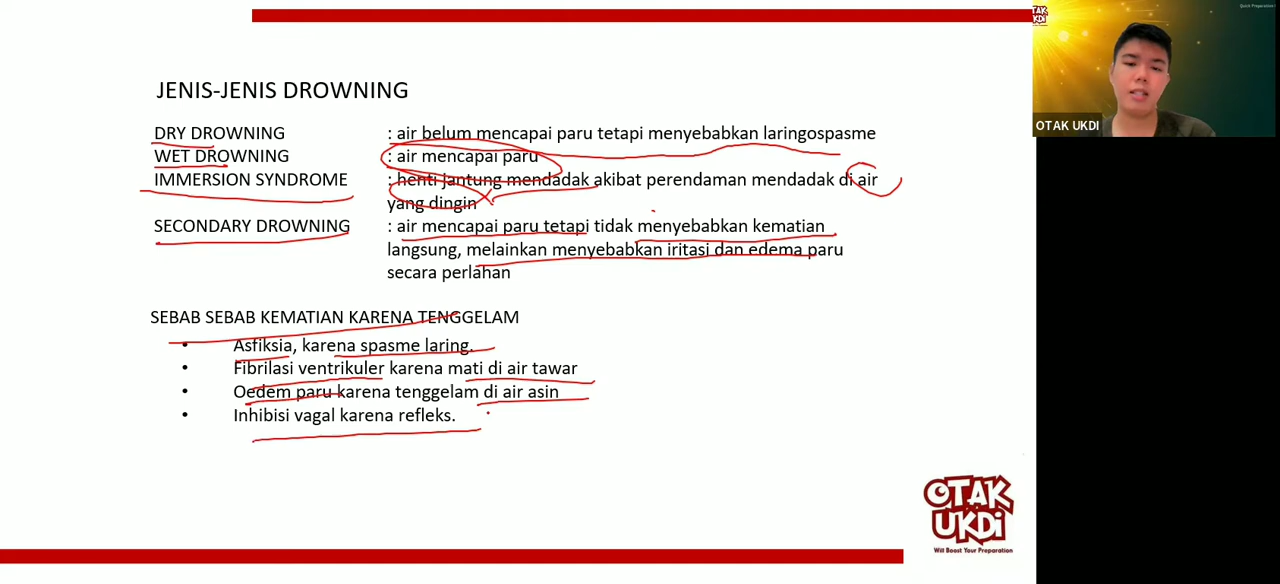 JENIS-JENIS DROWNING
DRY DROWNING : air belum mencapai paru tetapi menyebabkan laringospasme
WET DROWNING : air mencapai paru
IMMERSION SYNDROME : henti jantung mendadak akibat perendaman mendadak di air
yang dingin
SECONDARY DROWNING : air mencapai paru tetapi tidak menyebabkan kematian
langsung, melainkan menyebabkan iritasi dan edema paru
secara perlahan
SEBAB SEBAB KEMATIAN KARENA TENGGELAM
• Asfiksia, karena spasme laring.
• Fibrilasi ventrikuler karena mati di air tawar
• Oedem paru karena tenggelam di air asin
• Inhibisi vagal karena refleks.
OTAK
UKDI
Will Boost Your Preparation
OTAK
UKDI
OTAK UKDI